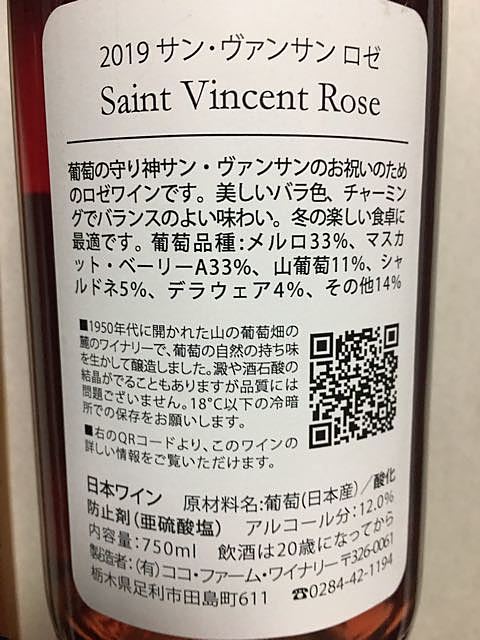 2019 サン・ヴァンサン ロゼ
Saint Vincent Rose
葡萄の守り神サン・ヴァンサンのお祝いのため
のロゼワインです。美しいバラ色、チャーミン
グでバランスのよい味わい。冬の楽しい食卓に
最適です。葡萄品種:メルロ33%、マスカ
ット・ベーリーA33%、山葡萄11%、シャ
ルドネ5%、デラウェア4%、その他14%
■1950年代に開かれた山の葡萄畑の
麓のワイナリーで、葡萄の自然の持ち味
を生かして醸造しました。澱や酒石酸の
結晶がでることもありますが品質には
問題ございません。18℃以下の冷暗
所での保存をお願いします。
■右のQRコードより、このワインの
詳しい情報をご覧いただけます。
日本ワイン 原材料名:葡萄(日本産)/酸化
防止剤(亜硫酸塩) アルコール分:12.0%
内容量:750ml 飲酒は20歳になってから
製造者:(有)ココ・ファーム・ワイナリー〒326-0061
栃木県足利市田島町611 ☎0284-42-1194